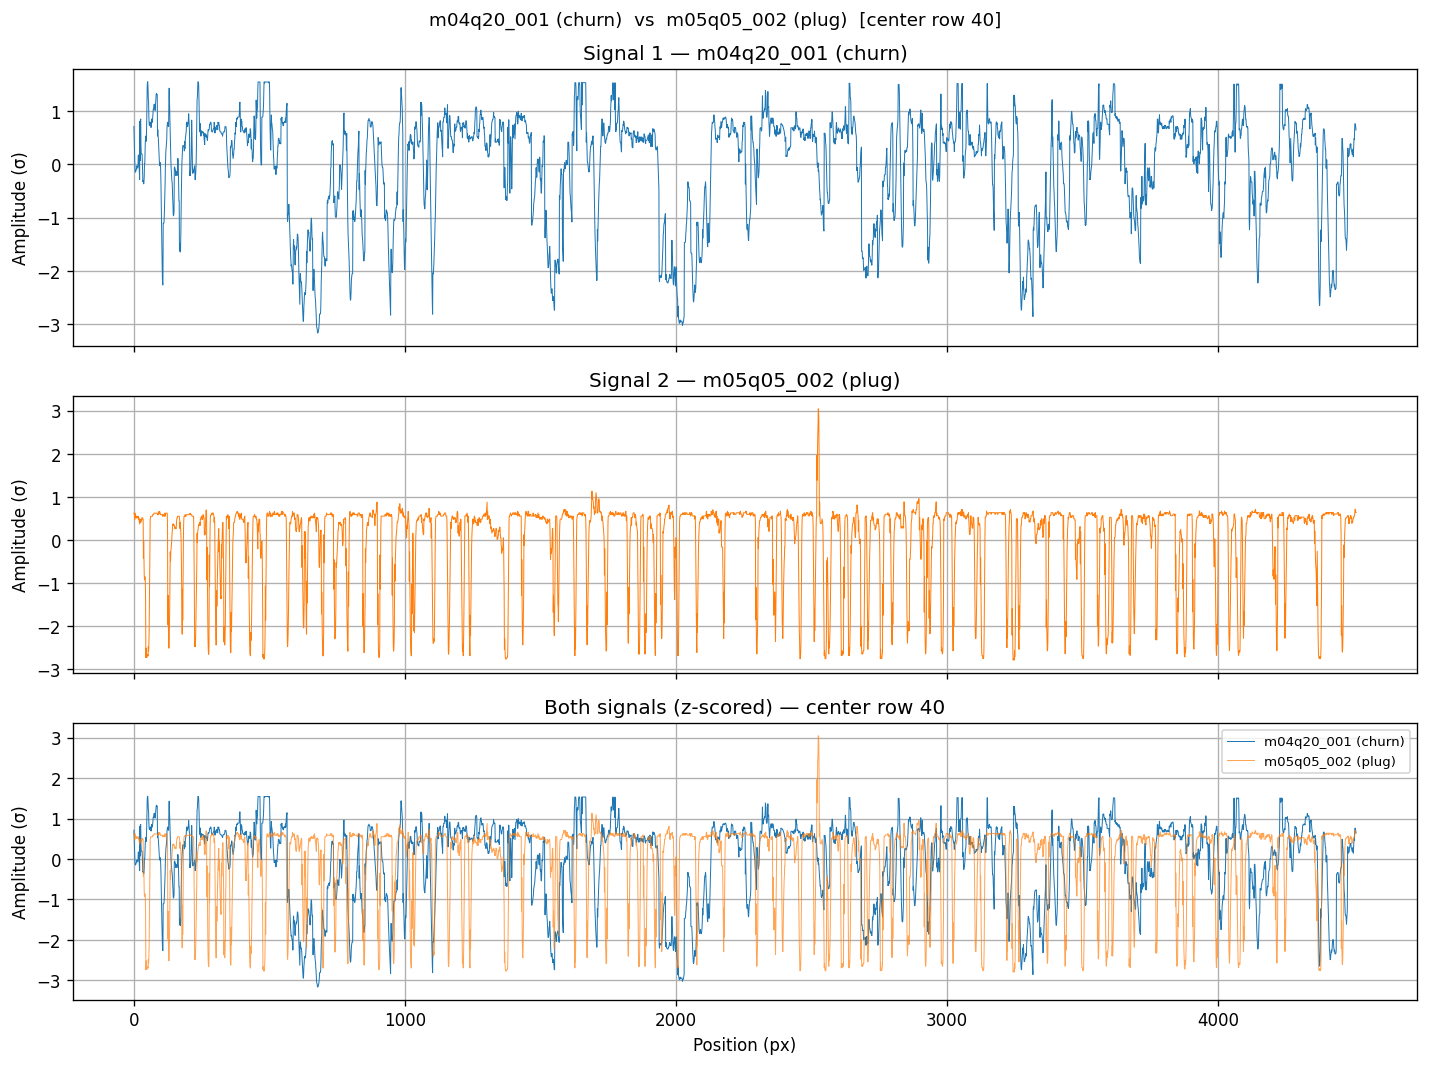 m04q20_001 (churn)  vs  m05q05_002 (plug)  [center row 40]
Signal 1 — m04q20_001 (churn)
Amplitude (σ)
1
0
−1
−2
−3
Signal 2 — m05q05_002 (plug)
Amplitude (σ)
3
2
1
0
−1
−2
−3
Both signals (z-scored) — center row 40
Amplitude (σ)
3
2
1
0
−1
−2
−3
m04q20_001 (churn)
m05q05_002 (plug)
0
1000
2000
3000
4000
Position (px)